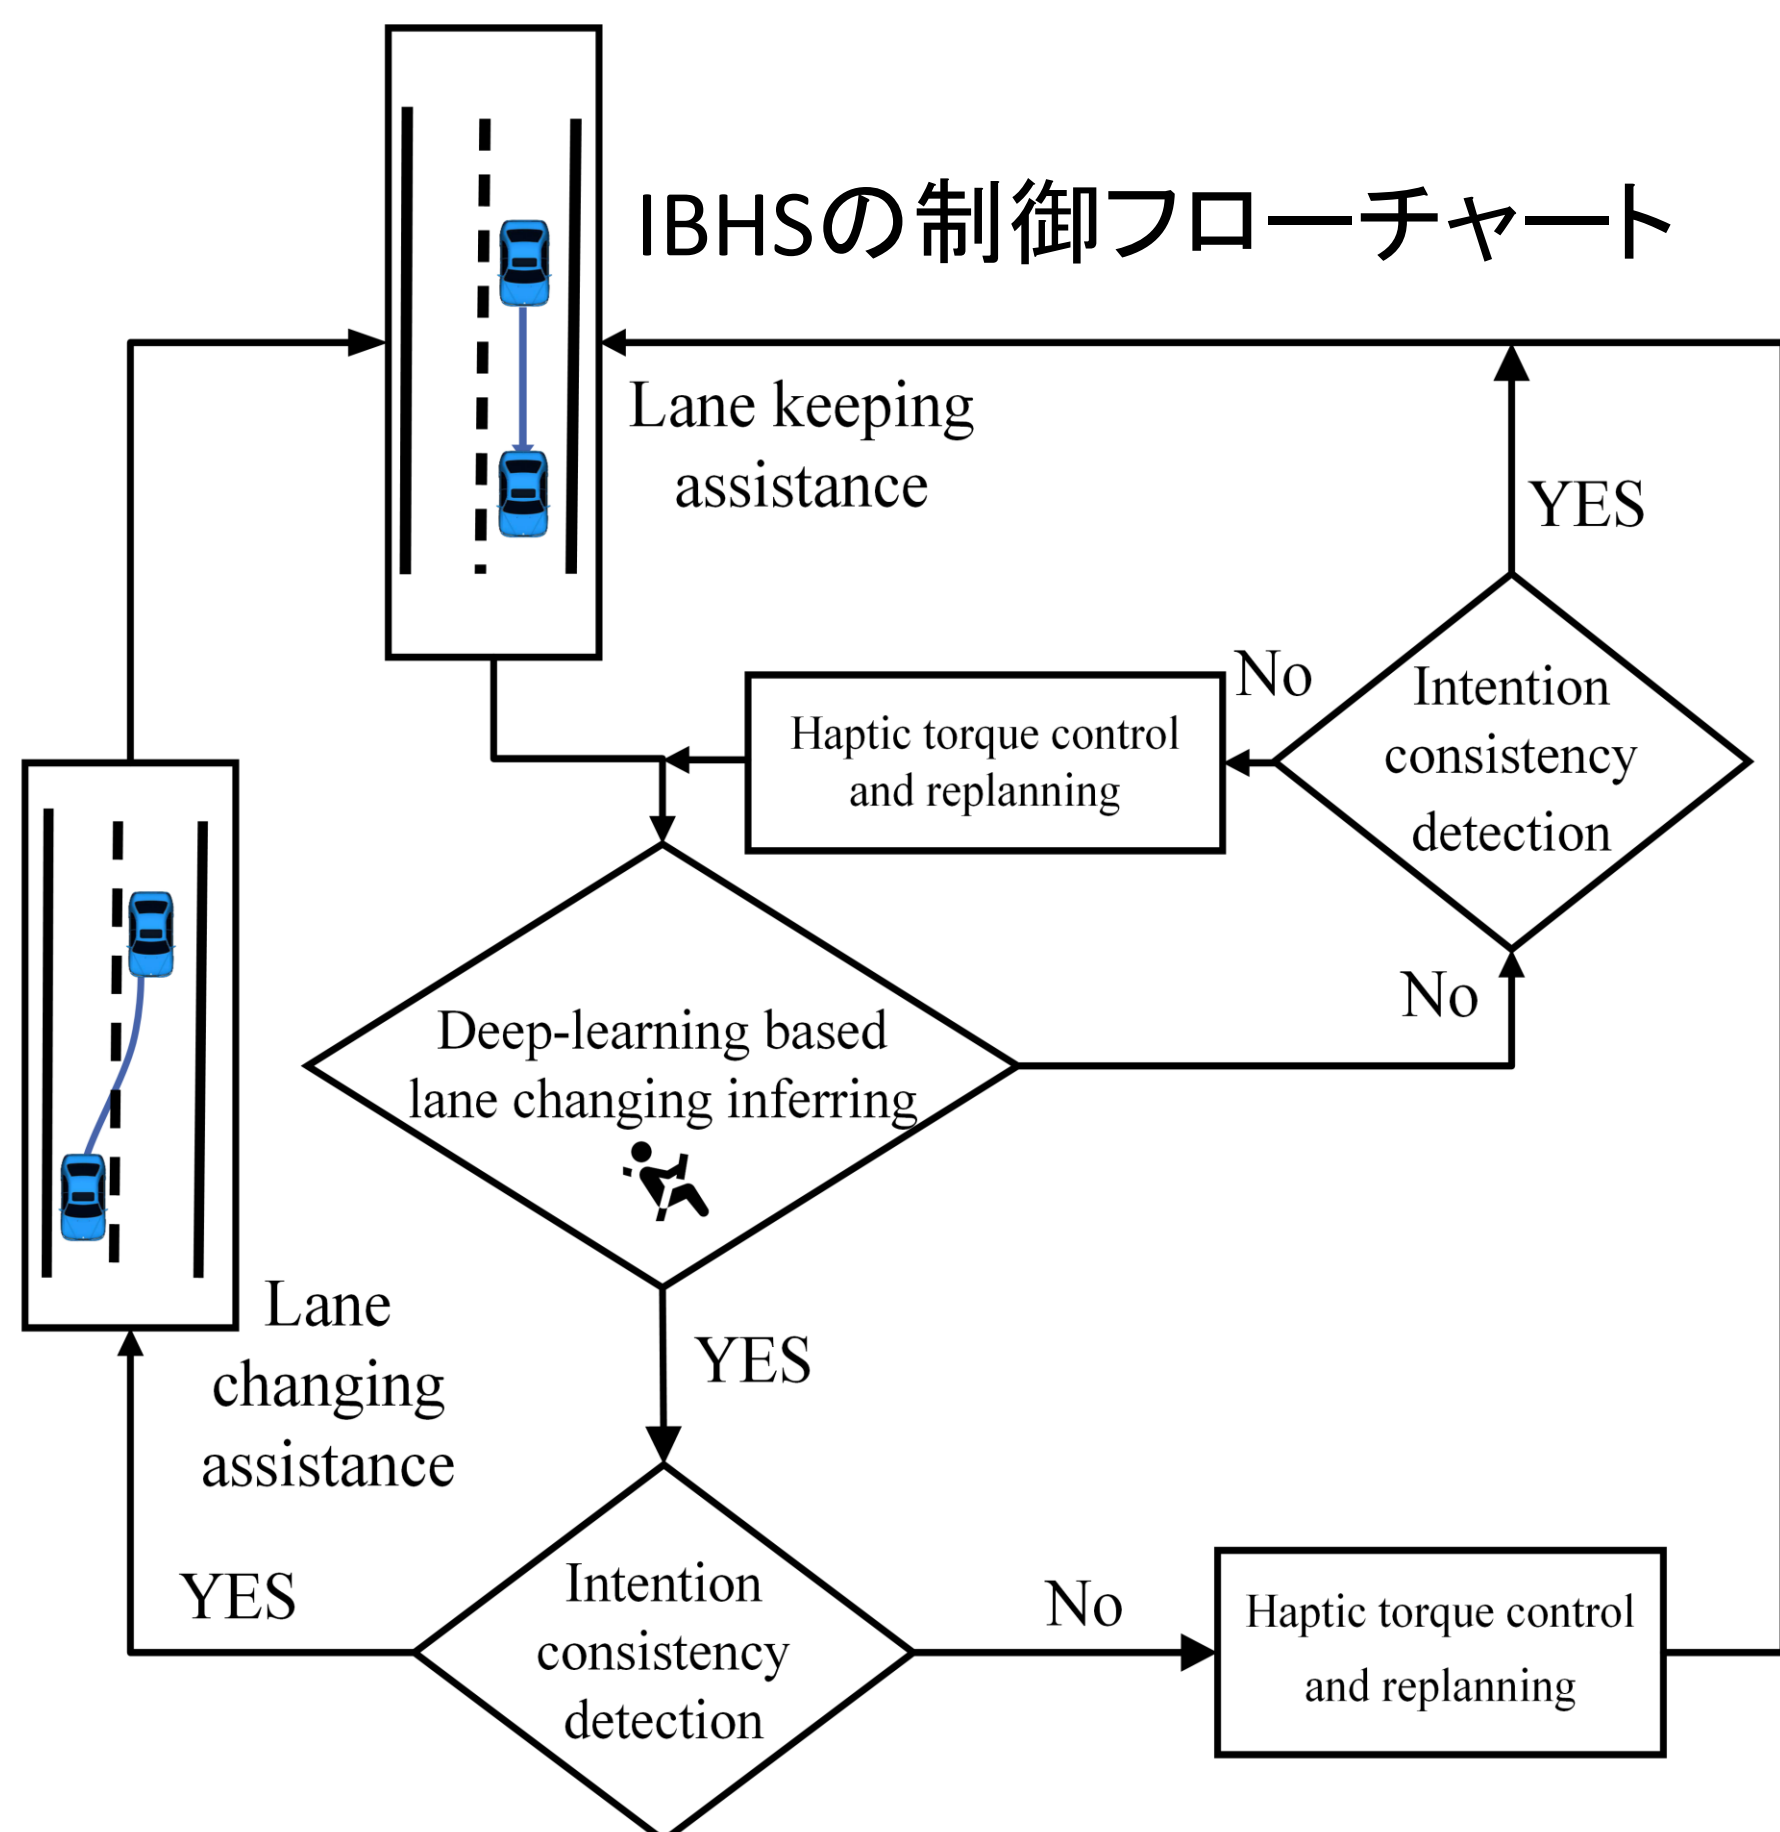 IBHSの制御フローチャート
Lane keeping
assistance
YES
No
Intention
consistency
detection
Haptic torque control
and replanning
No
Deep-learning based
lane changing inferring
Lane
changing
assistance
YES
YES
Intention
consistency
detection
No
Haptic torque control
and replanning